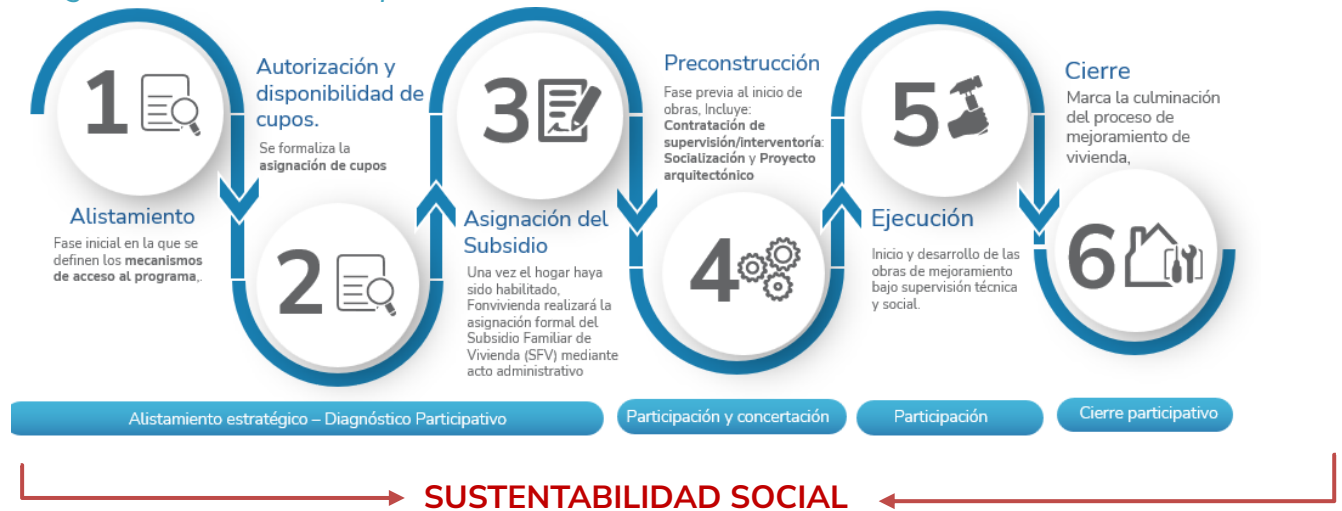 1
Alistamiento
Fase inicial en la que se
definen los mecanismos
de acceso al programa,.
Autorización y
disponibilidad de
cupos.
Se formaliza la
asignación de cupos
2
3
Asignación del
Subsidio
Una vez el hogar haya
sido habilitado,
Fonvivienda realizará la
asignación formal del
Subsidio Familiar de
Vivienda (SFV) mediante
acto administrativo
Preconstrucción
Fase previa al inicio de
obras, Incluye:
Contratación de
supervisión/interventoría:
Socialización y Proyecto
arquitectónico
4
5
Ejecución
Inicio y desarrollo de las
obras de mejoramiento
bajo supervisión técnica
y social.
Cierre
Marca la culminación
del proceso de
mejoramiento de
vivienda,
6
Alistamiento estratégico – Diagnóstico Participativo
Participación y concertación
Participación
Cierre participativo
SUSTENTABILIDAD SOCIAL